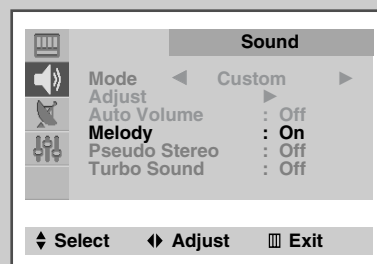 Sound
Mode ◀ Custom ▶
Adjust ▶
Auto Volume : Off
Melody : On
Pseudo Stereo : Off
Turbo Sound : Off
Select Adjust Exit